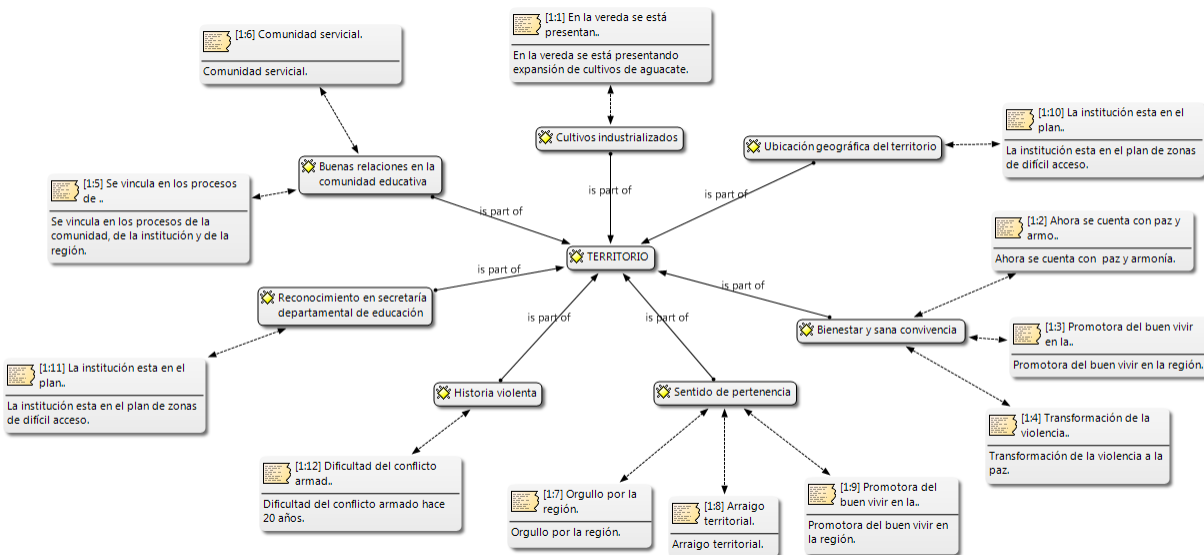 [1:6] Comunidad servicial.
Comunidad servicial.
[1:1] En la vereda se está
presentan..
En la vereda se está presentando
expansión de cultivos de aguacate.
[1:10] La institución esta en el
plan..
La institución esta en el plan de zonas
de difícil acceso.
Cultivos industrializados
Ubicación geográfica del territorio
Buenas relaciones en la
comunidad educativa
[1:5] Se vincula en los procesos
de ..
Se vincula en los procesos de la
comunidad, de la institución y de la
región.
is part of
is part of
is part of
[1:2] Ahora se cuenta con paz y
armo..
Ahora se cuenta con  paz y armonía.
TERRITORIO
is part of
is part of
Reconocimiento en secretaría
departamental de educación
is part of
is part of
Bienestar y sana convivencia
[1:3] Promotora del buen vivir
en la..
Promotora del buen vivir en la región.
[1:11] La institución esta en el
plan..
La institución esta en el plan de zonas
de difícil acceso.
Historia violenta
Sentido de pertenencia
[1:4] Transformación de la
violencia..
Transformación de la violencia a la
paz.
[1:12] Dificultad del conflicto
armad..
Dificultad del conflicto armado hace
20 años.
[1:7] Orgullo por la
región.
Orgullo por la región.
[1:8] Arraigo
territorial.
Arraigo territorial.
[1:9] Promotora del
buen vivir en la..
Promotora del buen vivir en
la región.